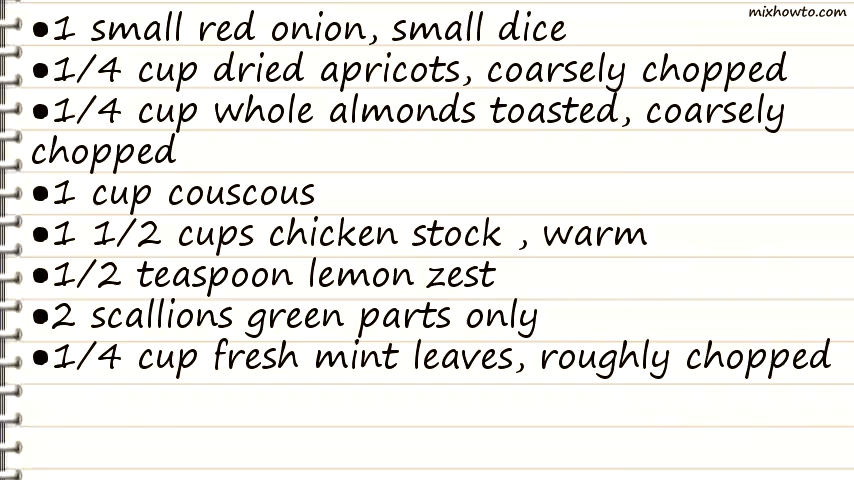 mixhowto.com
●1 small red onion, small dice
●1/4 cup dried apricots, coarsely chopped
●1/4 cup whole almonds toasted, coarsely
chopped
●1 cup couscous
●1 1/2 cups chicken stock , warm
●1/2 teaspoon lemon zest
●2 scallions green parts only
●1/4 cup fresh mint leaves, roughly chopped